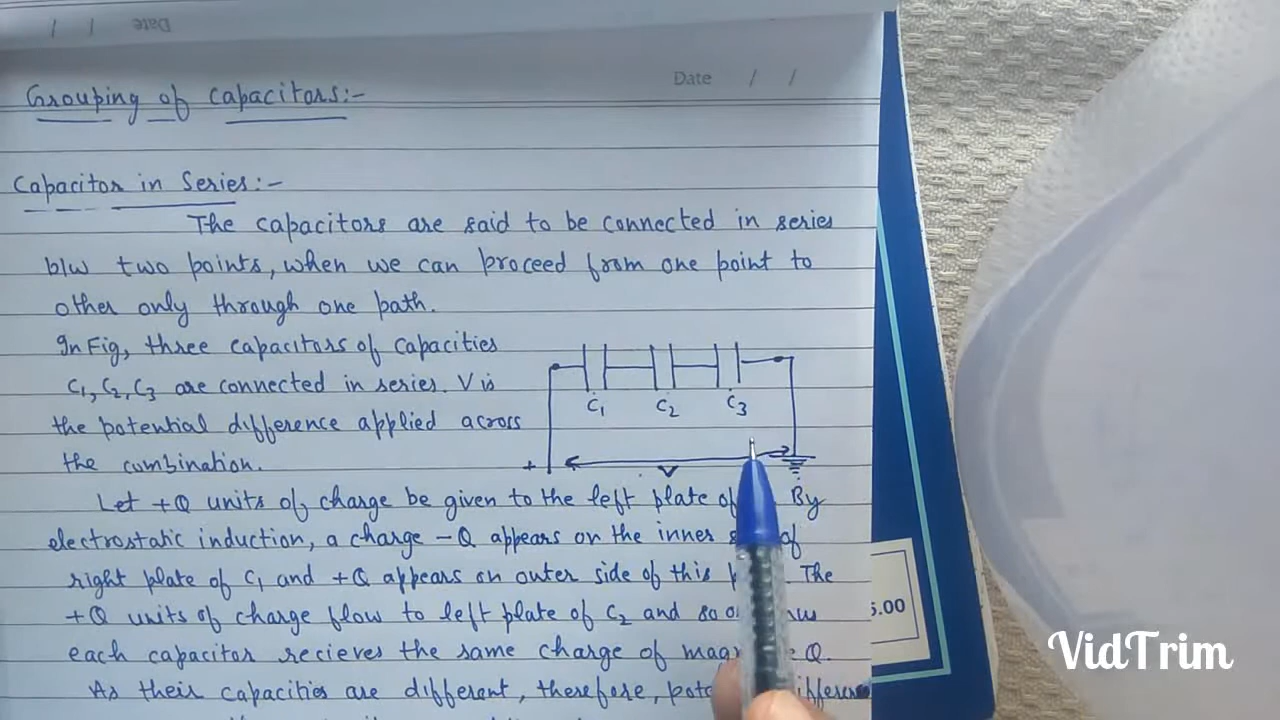 Date / /
Date / /
Grouping of capacitors:-
Capacitor in Series:-
The capacitors are said to be connected in series
b/w two points, when we can proceed from one point to
other only through one path.
In Fig, three capacitors of capacities
C1, C2, C3 are connected in series. V is
the potential difference applied across
the combination.
C1 C2 C3
+ V
Let +Q units of charge be given to the left plate of By
electrostatic induction, a charge -Q appears on the inner of
right plate of C1 and +Q appears on outer side of this The
+Q units of charge flow to left plate of C2 and so
each capacitor recieves the same charge of Q.
As their capacities are different, therefore,
5.00
VidTrim